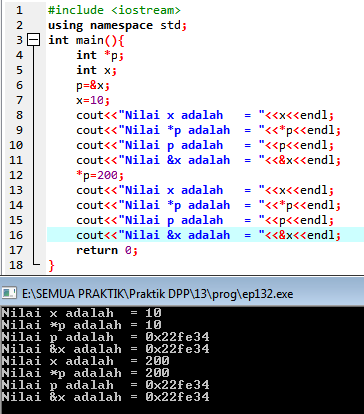 1 #include <iostream>
2 using namespace std;
3 int main(){
4 int *p;
5 int x;
6 p=&x;
7 x=10;
8 cout<<"Nilai x adalah  = "<<x<<endl;
9 cout<<"Nilai *p adalah  = "<<*p<<endl;
10 cout<<"Nilai p adalah  = "<<p<<endl;
11 cout<<"Nilai &x adalah  = "<<&x<<endl;
12 *p=200;
13 cout<<"Nilai x adalah  = "<<x<<endl;
14 cout<<"Nilai *p adalah  = "<<*p<<endl;
15 cout<<"Nilai p adalah  = "<<p<<endl;
16 cout<<"Nilai &x adalah  = "<<&x<<endl;
17 return 0;
18 }
E:\SEMUA PRAKTIK\Praktik DPP\13\prog\ep132.exe
Nilai x adalah  = 10
Nilai *p adalah  = 10
Nilai p adalah  = 0x22fe34
Nilai &x adalah  = 0x22fe34
Nilai x adalah  = 200
Nilai *p adalah  = 200
Nilai p adalah  = 0x22fe34
Nilai &x adalah  = 0x22fe34